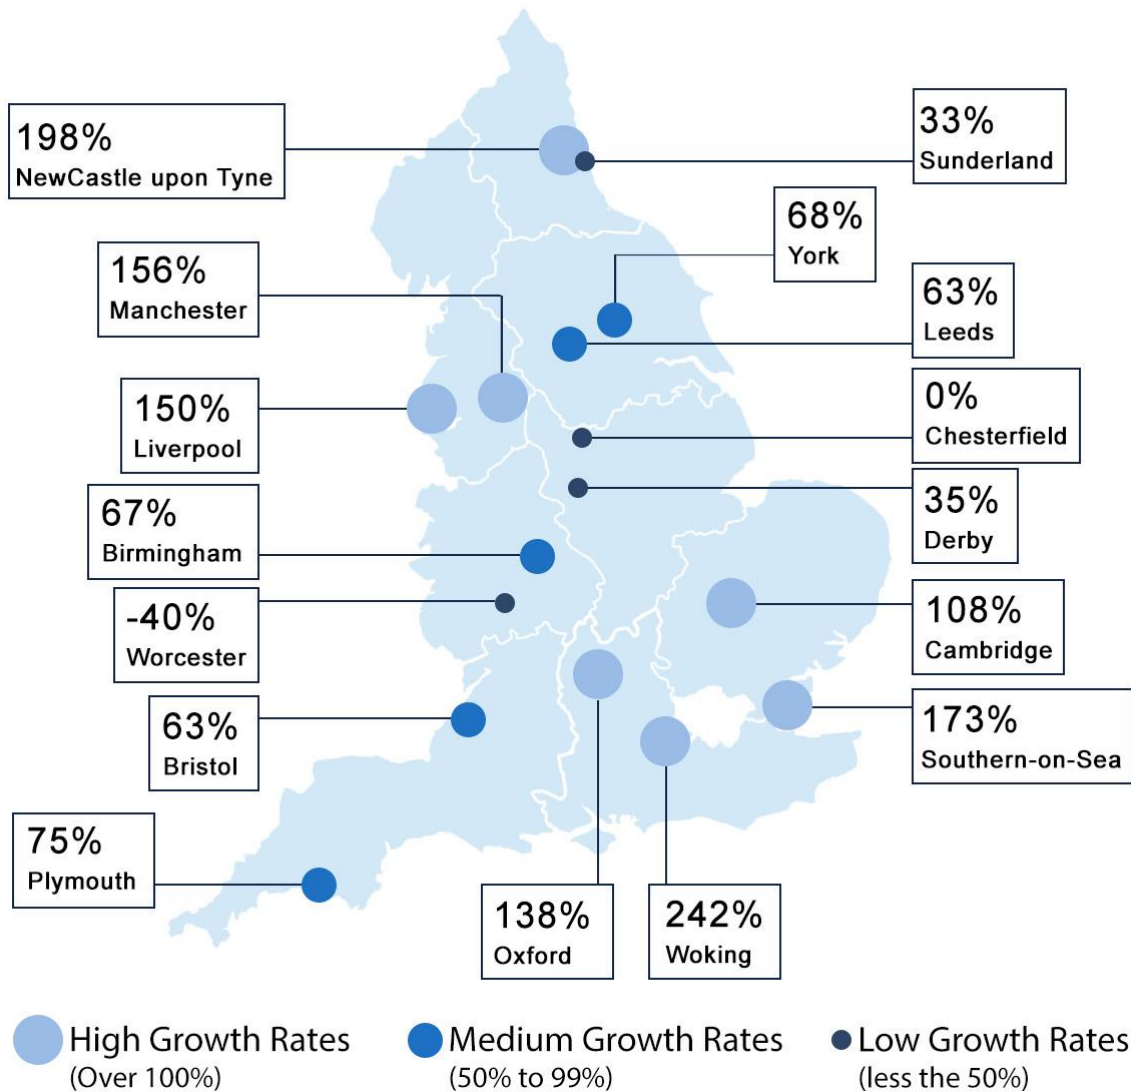 198%
NewCastle upon Tyne
33%
Sunderland
68%
York
156%
Manchester
63%
Leeds
150%
Liverpool
0%
Chesterfield
67%
Birmingham
35%
Derby
-40%
Worcester
108%
Cambridge
63%
Bristol
173%
Southern-on-Sea
75%
Plymouth
138%
Oxford
242%
Woking
High Growth Rates
(Over 100%)
Medium Growth Rates
(50% to 99%)
Low Growth Rates
(less the 50%)